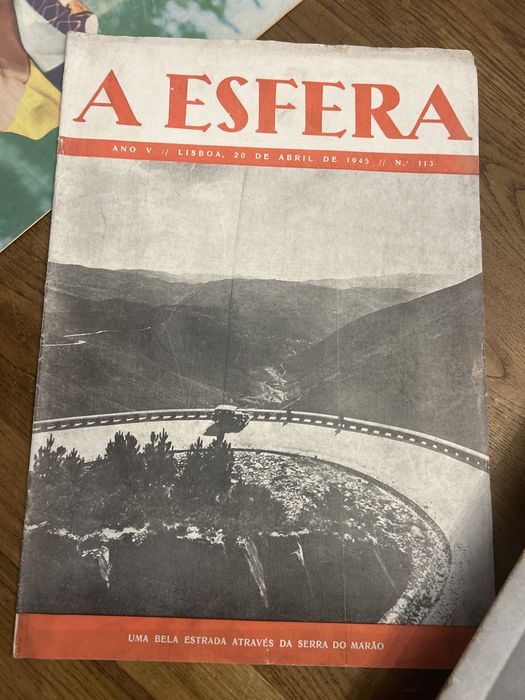 A ESFERA
ANO V // LISBOA, 20 DE ABRIL DE 1945 // N.º 113
UMA BELA ESTRADA ATRAVÉS DA SERRA DO MARÃO